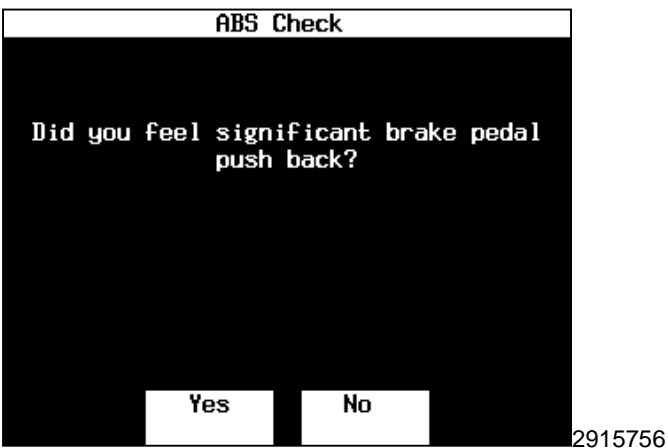 ABS Check
Did you feel significant brake pedal
push back?
Yes No
2915756